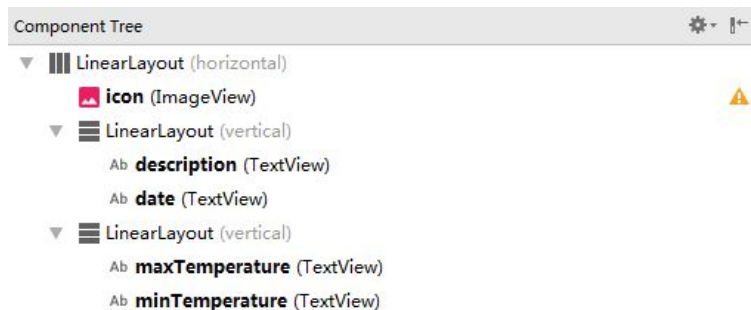 Component Tree
LinearLayout (horizontal)
icon (ImageView)
LinearLayout (vertical)
Ab description (TextView)
Ab date (TextView)
LinearLayout (vertical)
Ab maxTemperature (TextView)
Ab minTemperature (TextView)